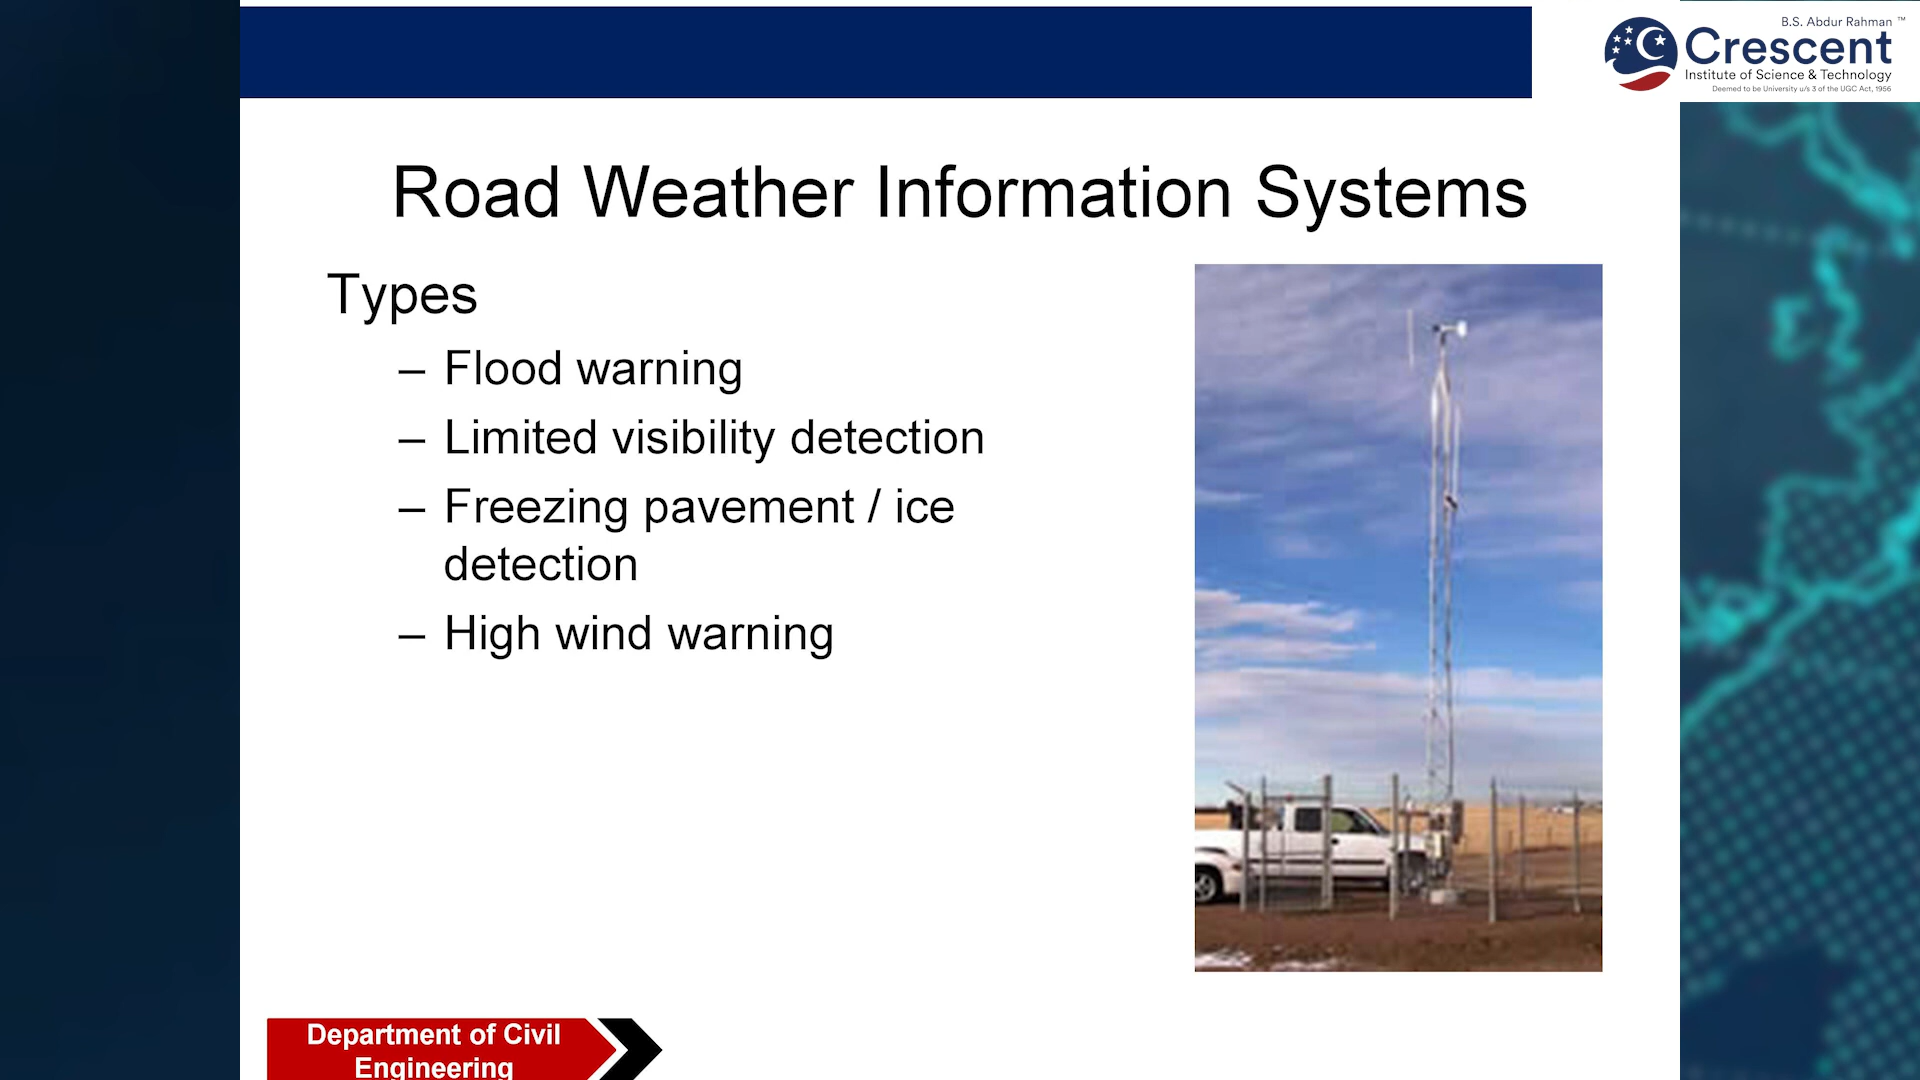 B.S. Abdur Rahman ™
Crescent
Institute of Science & Technology
Deemed to be University u/s 3 of the UGC Act, 1956
Road Weather Information Systems
Types
– Flood warning
– Limited visibility detection
– Freezing pavement / ice
detection
– High wind warning
Department of Civil
Engineering